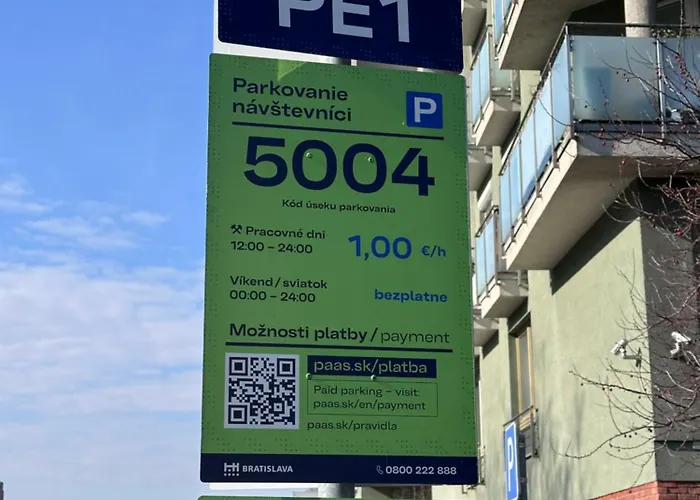 PE1
Parkovanie
návštevníci
P
5004
Kód úseku parkovania
Pracovné dni
12:00 – 24:00
1,00 €/h
Víkend/sviatok
00:00 – 24:00
bezplatne
Možnosti platby/payment
paas.sk/platba
Paid parking – visit:
paas.sk/en/payment
paas.sk/pravidla
BRATISLAVA
0800 222 888
P